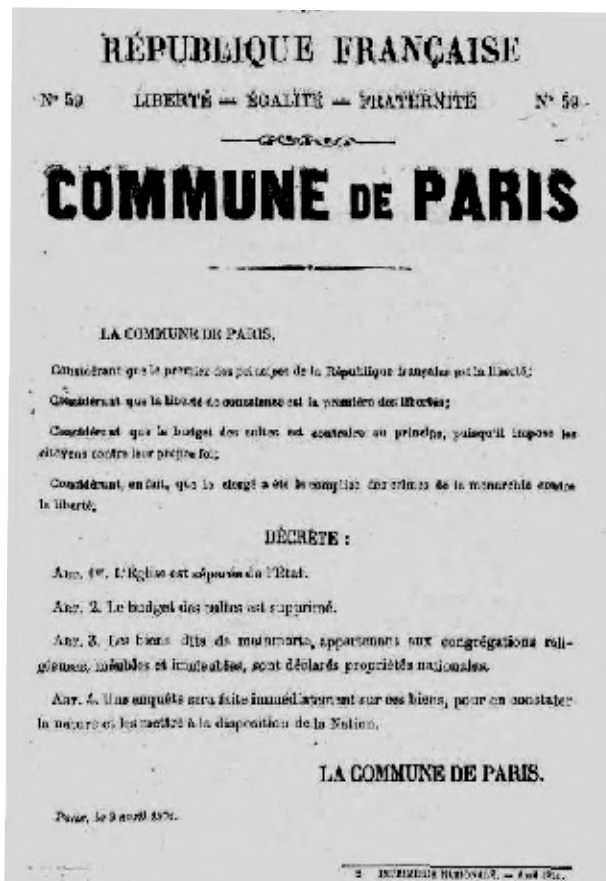 RÉPUBLIQUE FRANÇAISE
N° 59 LIBERTÉ — ÉGALITÉ — FRATERNITÉ N° 59
COMMUNE DE PARIS
LA COMMUNE DE PARIS,
Considérant que le premier des principes de la République française est la liberté;
Considérant que la liberté de conscience est la première des libertés;
Considérant que le budget des cultes est contraire au principe, puisqu'il impose les
citoyens contre leur propre foi;
Considérant, en fait, que le clergé a été le complice des crimes de la monarchie contre
la liberté,
DÉCRÈTE :
ART. 1er. L'Église est séparée de l'État.
ART. 2. Le budget des cultes est supprimé.
ART. 3. Les biens dits de mainmorte, appartenant aux congrégations reli-
gieuses, meubles et immeubles, sont déclarés propriétés nationales.
ART. 4. Une enquête sera faite immédiatement sur ces biens, pour en constater
la nature et les mettre à la disposition de la Nation.
LA COMMUNE DE PARIS.
Paris, le avril 1871.
2 IMPRIMERIE NATIONALE. — Avril 1871.